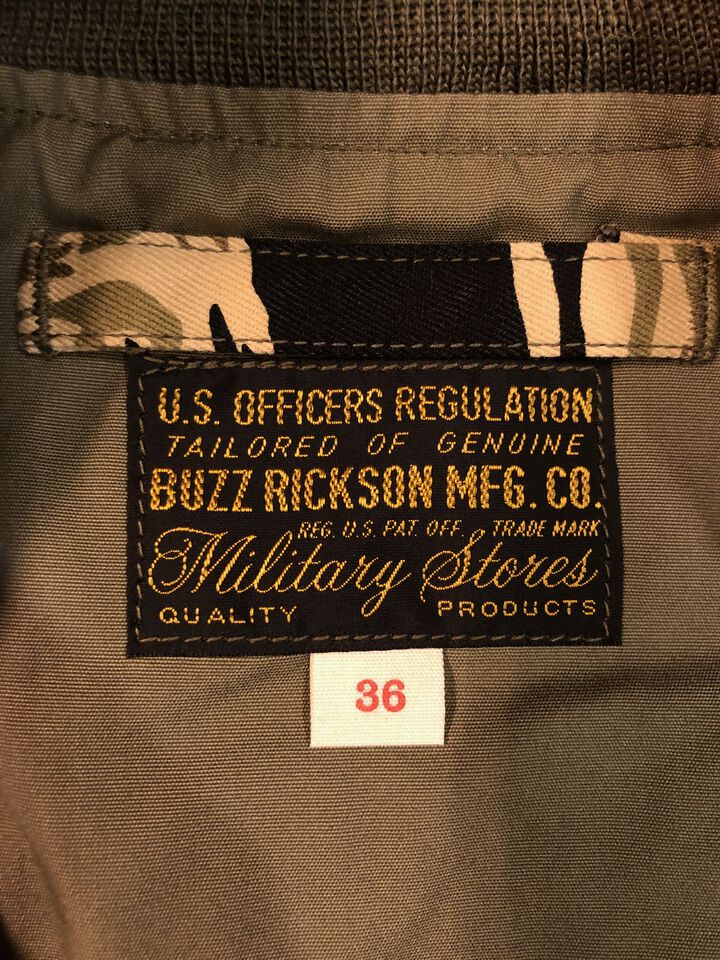 U.S. OFFICERS REGULATION
TAILORED OF GENUINE
BUZZ RICKSON MFG. CO.
REG. U.S. PAT. OFF. TRADE MARK
Military Stores
QUALITY PRODUCTS
36